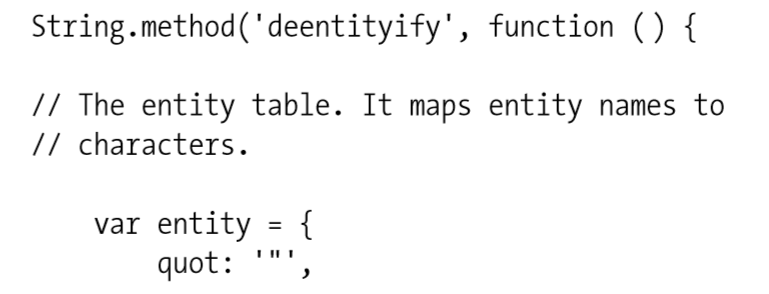 String.method('deentityify', function () {
// The entity table. It maps entity names to
// characters.
var entity = {
quot: '"',